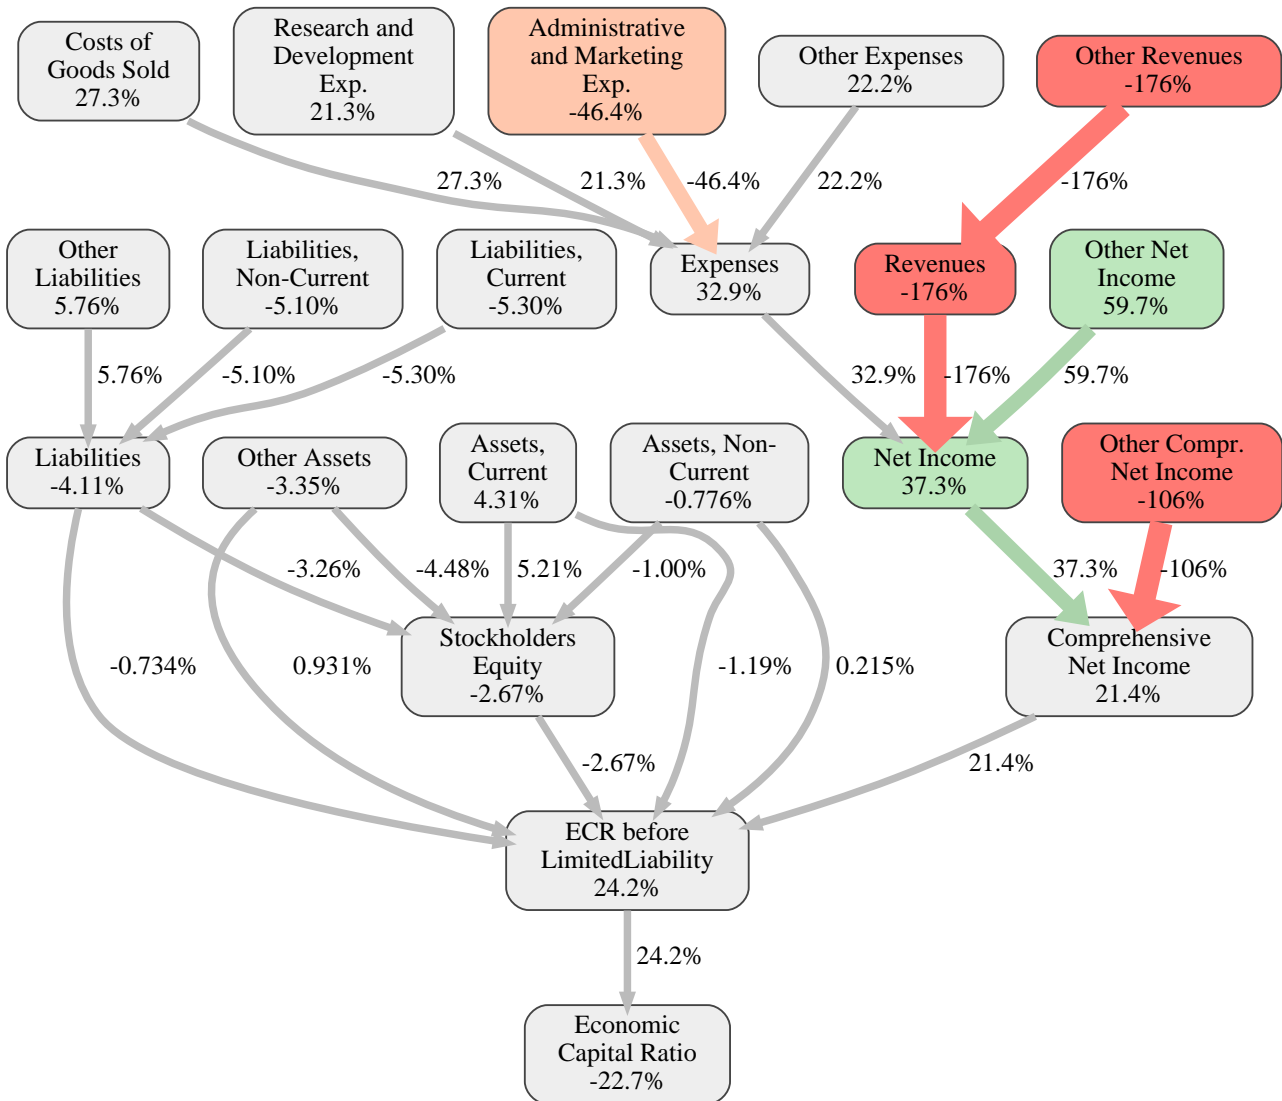 Costs of
Goods Sold
27.3%
Research and
Development
Exp.
21.3%
Administrative
and Marketing
Exp.
-46.4%
Other Expenses
22.2%
Other Revenues
-176%
27.3%
21.3%
-46.4%
22.2%
-176%
Other
Liabilities
5.76%
Liabilities,
Non-Current
-5.10%
Liabilities,
Current
-5.30%
Expenses
32.9%
Revenues
-176%
Other Net
Income
59.7%
5.76%
-5.10%
-5.30%
32.9%
-176%
59.7%
Liabilities
-4.11%
Other Assets
-3.35%
Assets,
Current
4.31%
Assets, Non-
Current
-0.776%
Net Income
37.3%
Other Compr.
Net Income
-106%
-3.26%
-4.48%
5.21%
-1.00%
37.3%
-106%
Stockholders
Equity
-2.67%
Comprehensive
Net Income
21.4%
-0.734%
0.931%
-1.19%
0.215%
-2.67%
21.4%
ECR before
LimitedLiability
24.2%
24.2%
Economic
Capital Ratio
-22.7%